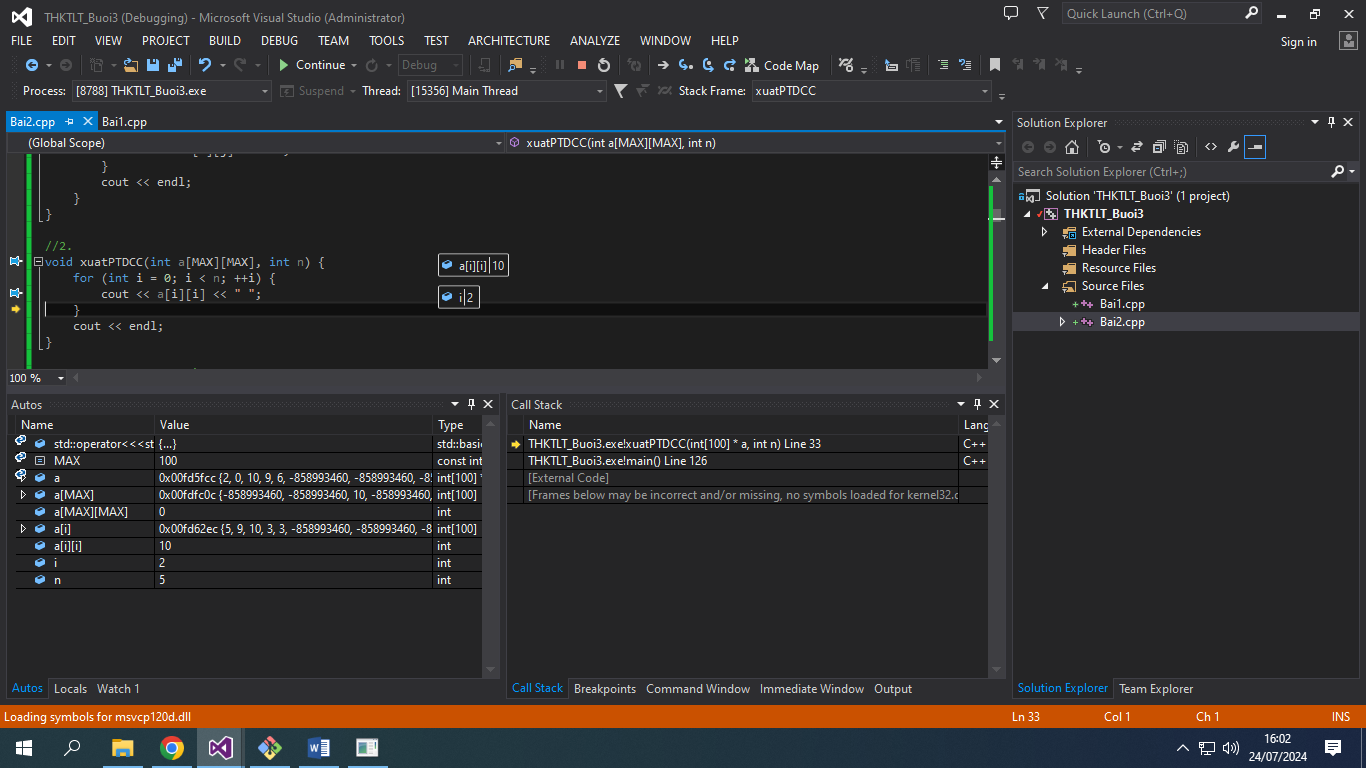 THKTLT_Buoi3 (Debugging) - Microsoft Visual Studio (Administrator)
Quick Launch (Ctrl+Q)
FILE EDIT VIEW PROJECT BUILD DEBUG TEAM TOOLS TEST ARCHITECTURE ANALYZE WINDOW HELP
Sign in
Continue Debug Code Map
Process: [8788] THKTLT_Buoi3.exe Suspend Thread: [15356] Main Thread Stack Frame: xuatPTDCC
Bai2.cpp Bai1.cpp
(Global Scope) xuatPTDCC(int a[MAX][MAX], int n)
}
cout << endl;
}
}
//2.
void xuatPTDCC(int a[MAX][MAX], int n) {
a[i][i] 10
for (int i = 0; i < n; ++i) {
cout << a[i][i] << " ";
i 2
}
cout << endl;
}
100 %
Autos
Name Value Type
std::operator<<<st {...} std::basic
MAX 100 const int
a 0x00fd5fcc {2, 0, 10, 9, 6, -858993460, -858993460, -85 int[100] *
a[MAX] 0x00fdfc0c {-858993460, -858993460, 10, -858993460, int[100]
a[MAX][MAX] 0 int
a[i] 0x00fd62ec {5, 9, 10, 3, 3, -858993460, -858993460, -8 int[100]
a[i][i] 10 int
i 2 int
n 5 int
Autos Locals Watch 1
Call Stack
Name Lang
THKTLT_Buoi3.exe!xuatPTDCC(int[100] * a, int n) Line 33 C++
THKTLT_Buoi3.exe!main() Line 126 C++
[External Code]
[Frames below may be incorrect and/or missing, no symbols loaded for kernel32.d
Call Stack Breakpoints Command Window Immediate Window Output
Solution Explorer
Search Solution Explorer (Ctrl+;)
Solution 'THKTLT_Buoi3' (1 project)
THKTLT_Buoi3
External Dependencies
Header Files
Resource Files
Source Files
Bai1.cpp
Bai2.cpp
Solution Explorer Team Explorer
Loading symbols for msvcp120d.dll Ln 33 Col 1 Ch 1 INS
16:02
24/07/2024